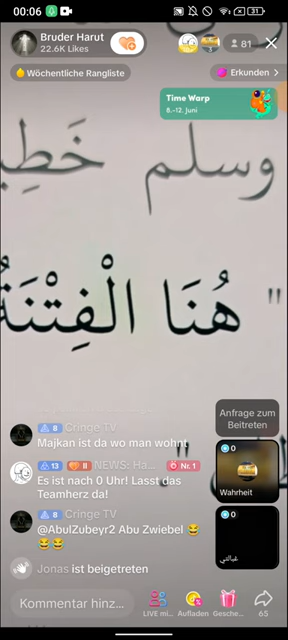 00:06
31
Bruder Harut
22.6K Likes
81
Wöchentliche Rangliste
Erkunden >
Time Warp
8.-12. Juni
وسلم خَطِي
" هُنَا الْفِتْنَةُ
Anfrage zum
Beitreten
8 Cringe TV
Majkan ist da wo man wohnt
13 II NEWS: Ha... Nr. 1
Es ist nach 0 Uhr! Lasst das
Teamherz da!
0
Wahrheit
8 Cringe TV
@AbulZubeyr2 Abu Zwiebel 😂
😂😂
0
Jonas ist beigetreten
Kommentar hinz...
LIVE mi...
Aufladen
Gesche...
65